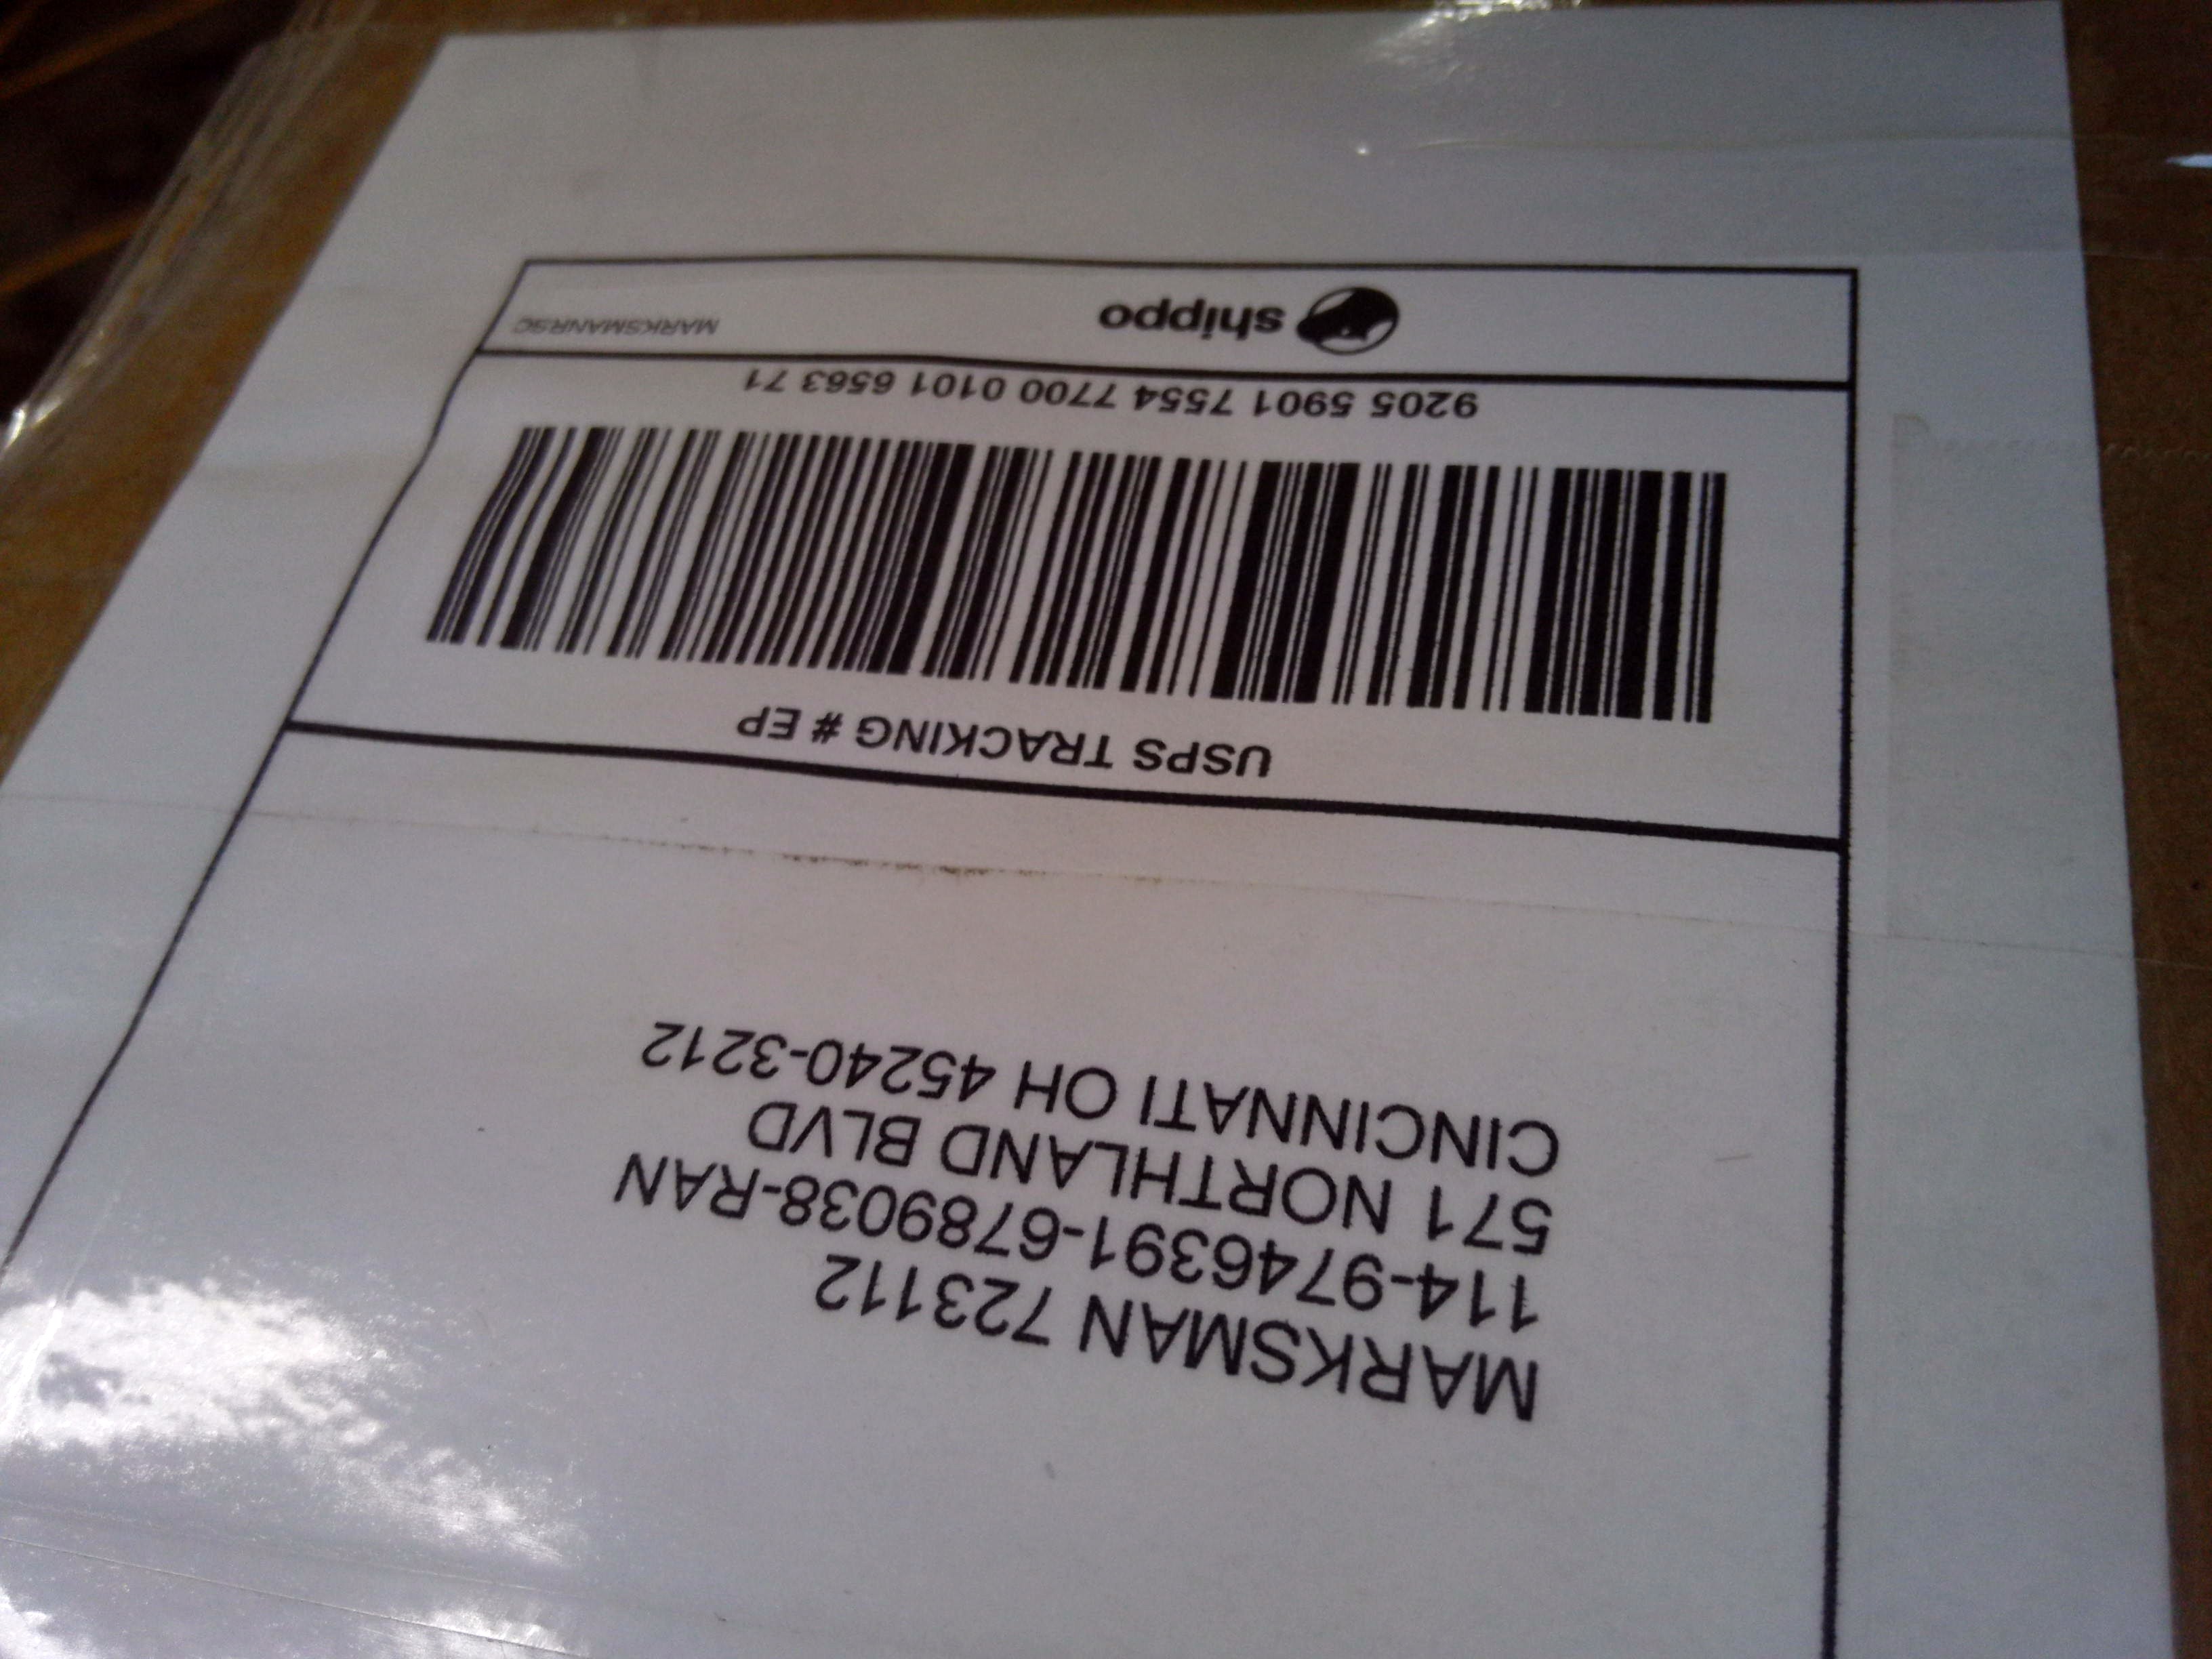 MARKSMAN 723112
114-9746391-6789038-RAN
571 NORTHLAND BLVD
CINCINNATI OH 45240-3212
USPS TRACKING # EP
9205 5901 7554 7700 0101 6563 71
shippo
MARKSMANRSC